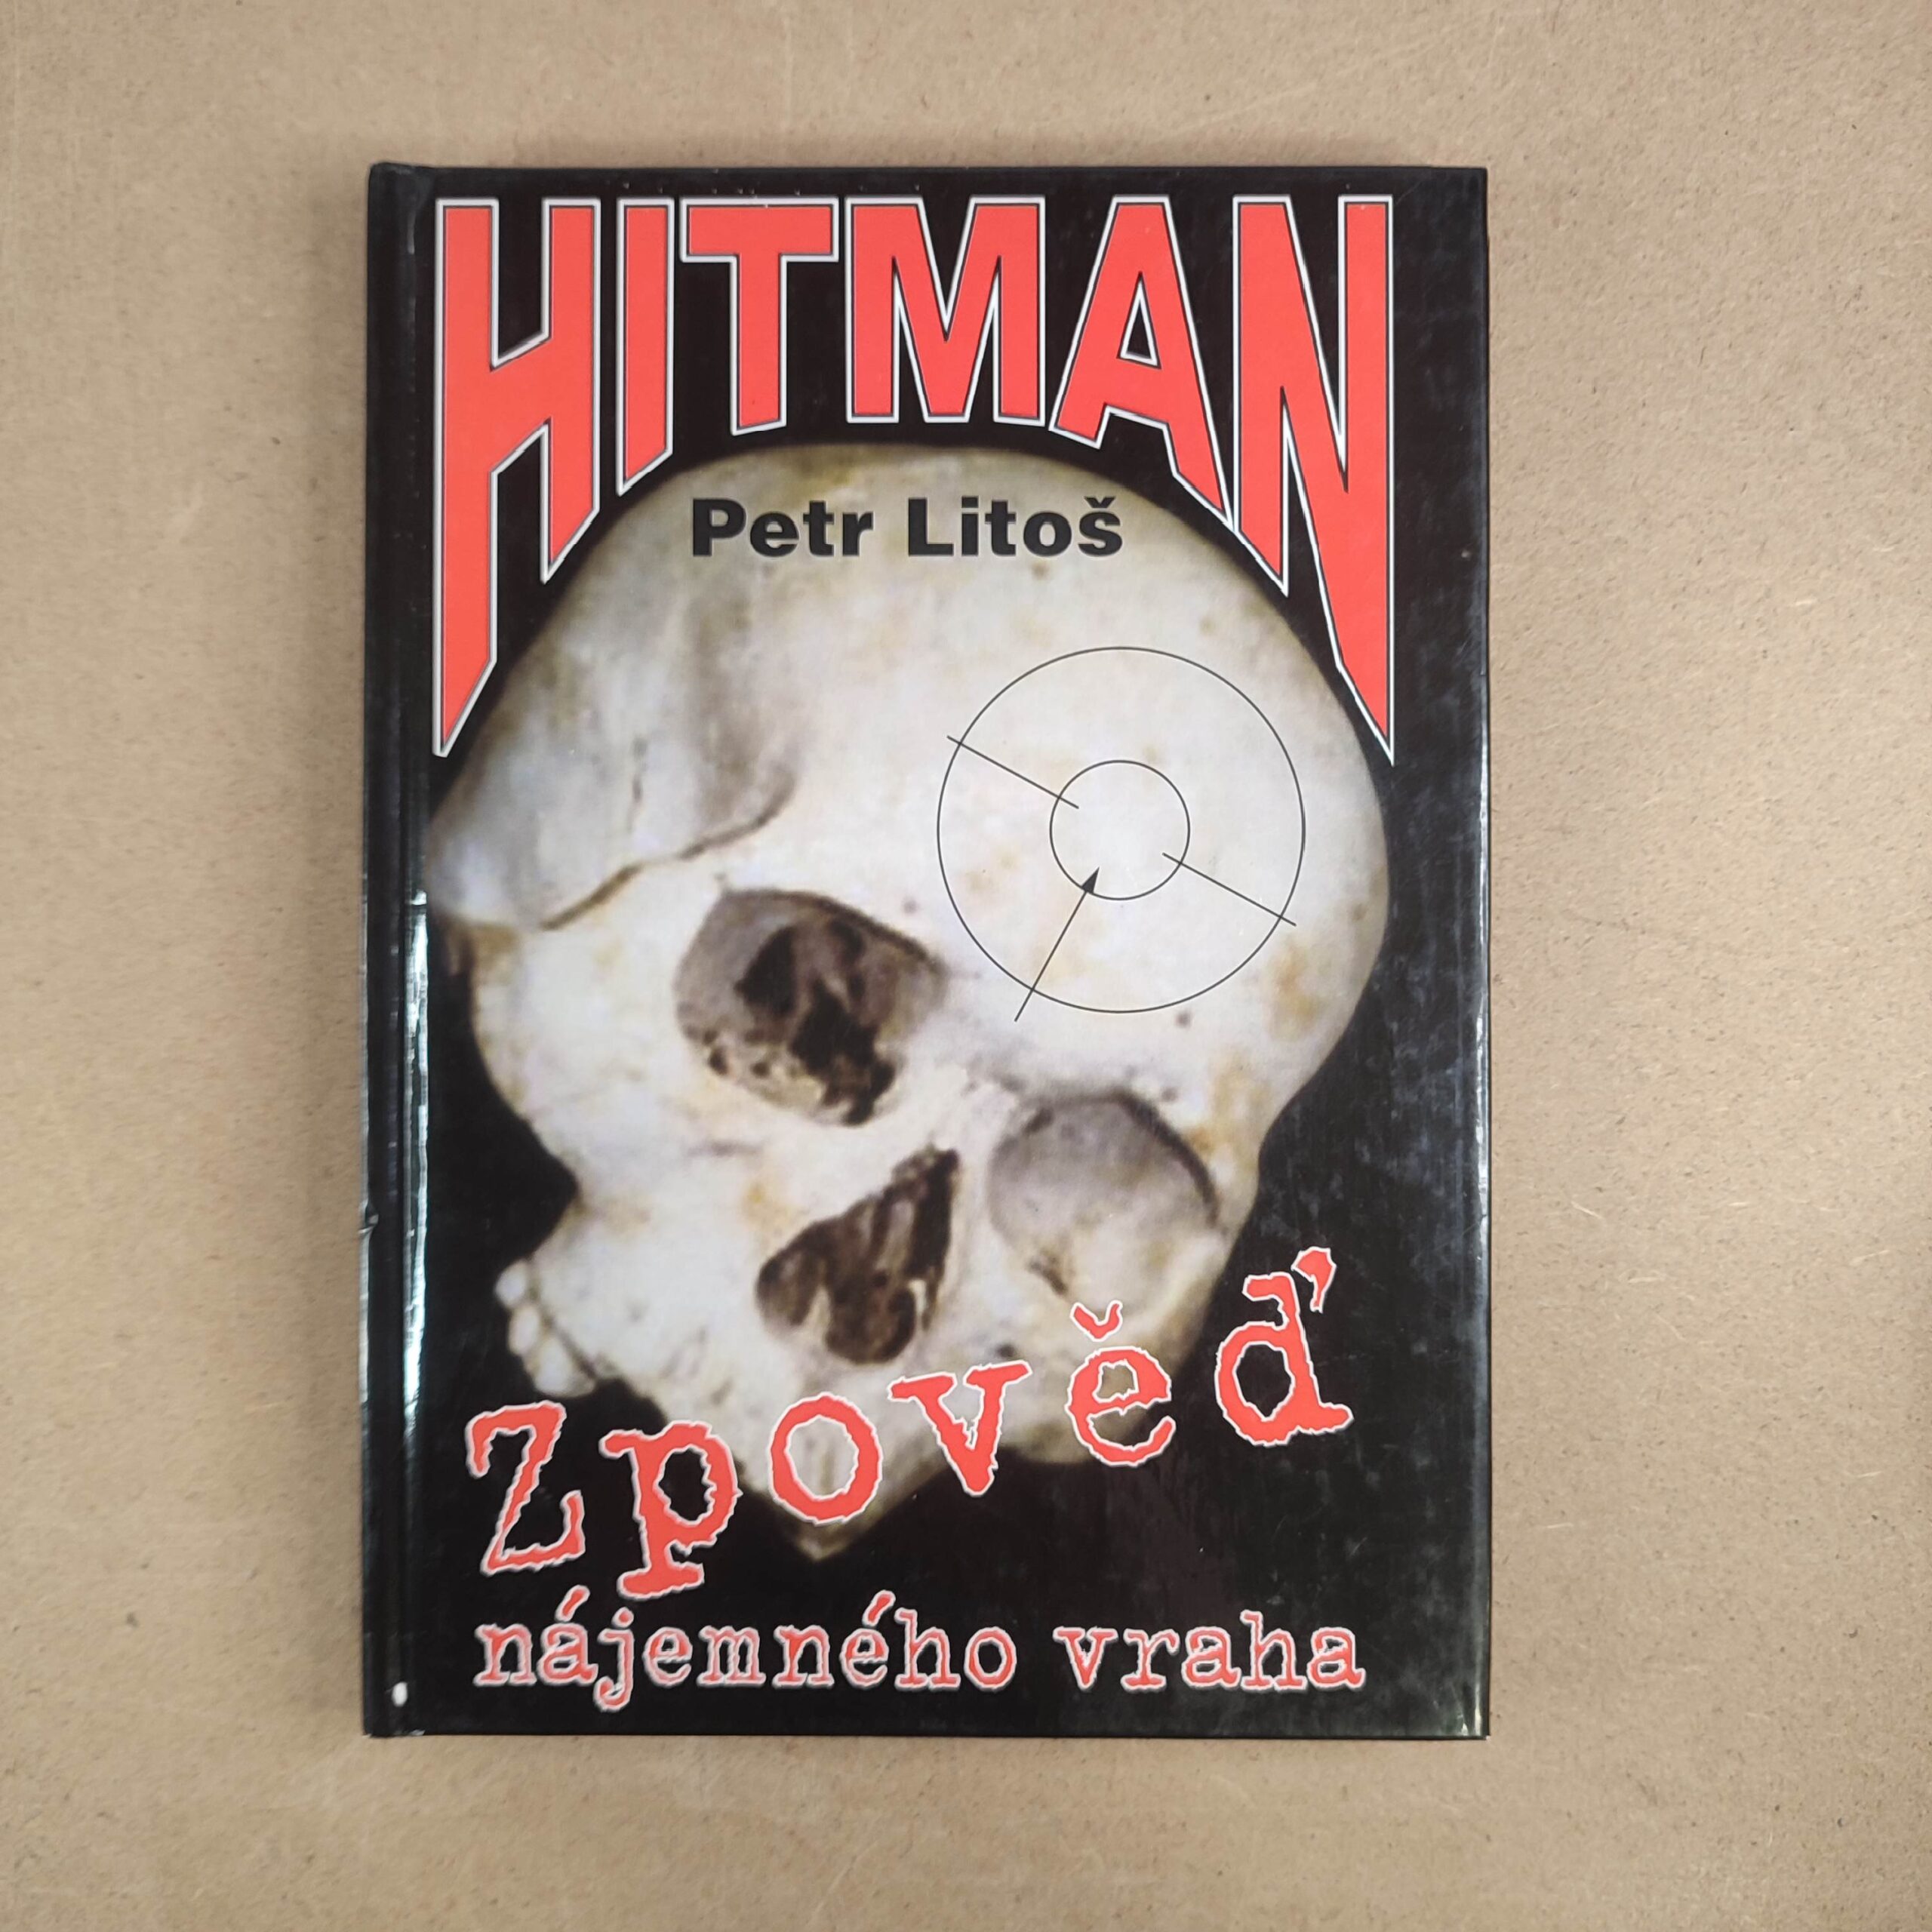 HITMAN
Petr Litoš
Zpověď
nájemného vraha